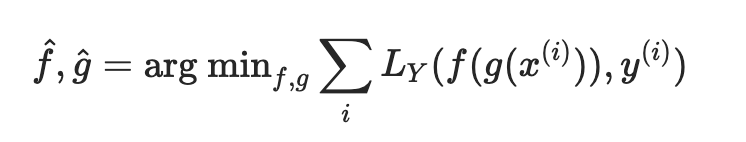 f̂, ĝ = arg min_{f,g} ∑_i L_Y(f(g(x^{(i)})), y^{(i)})